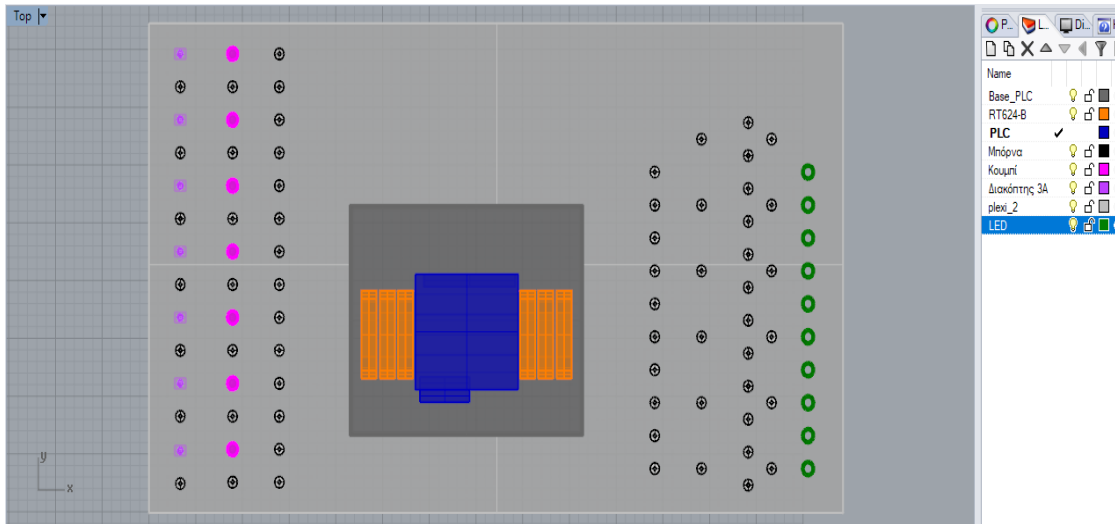 Top
P...
L...
Di...
Name
Base_PLC
RT624-B
PLC
Μπόρνα
Κουμπί
Διακόπτης 3Α
plexi_2
LED
y
x